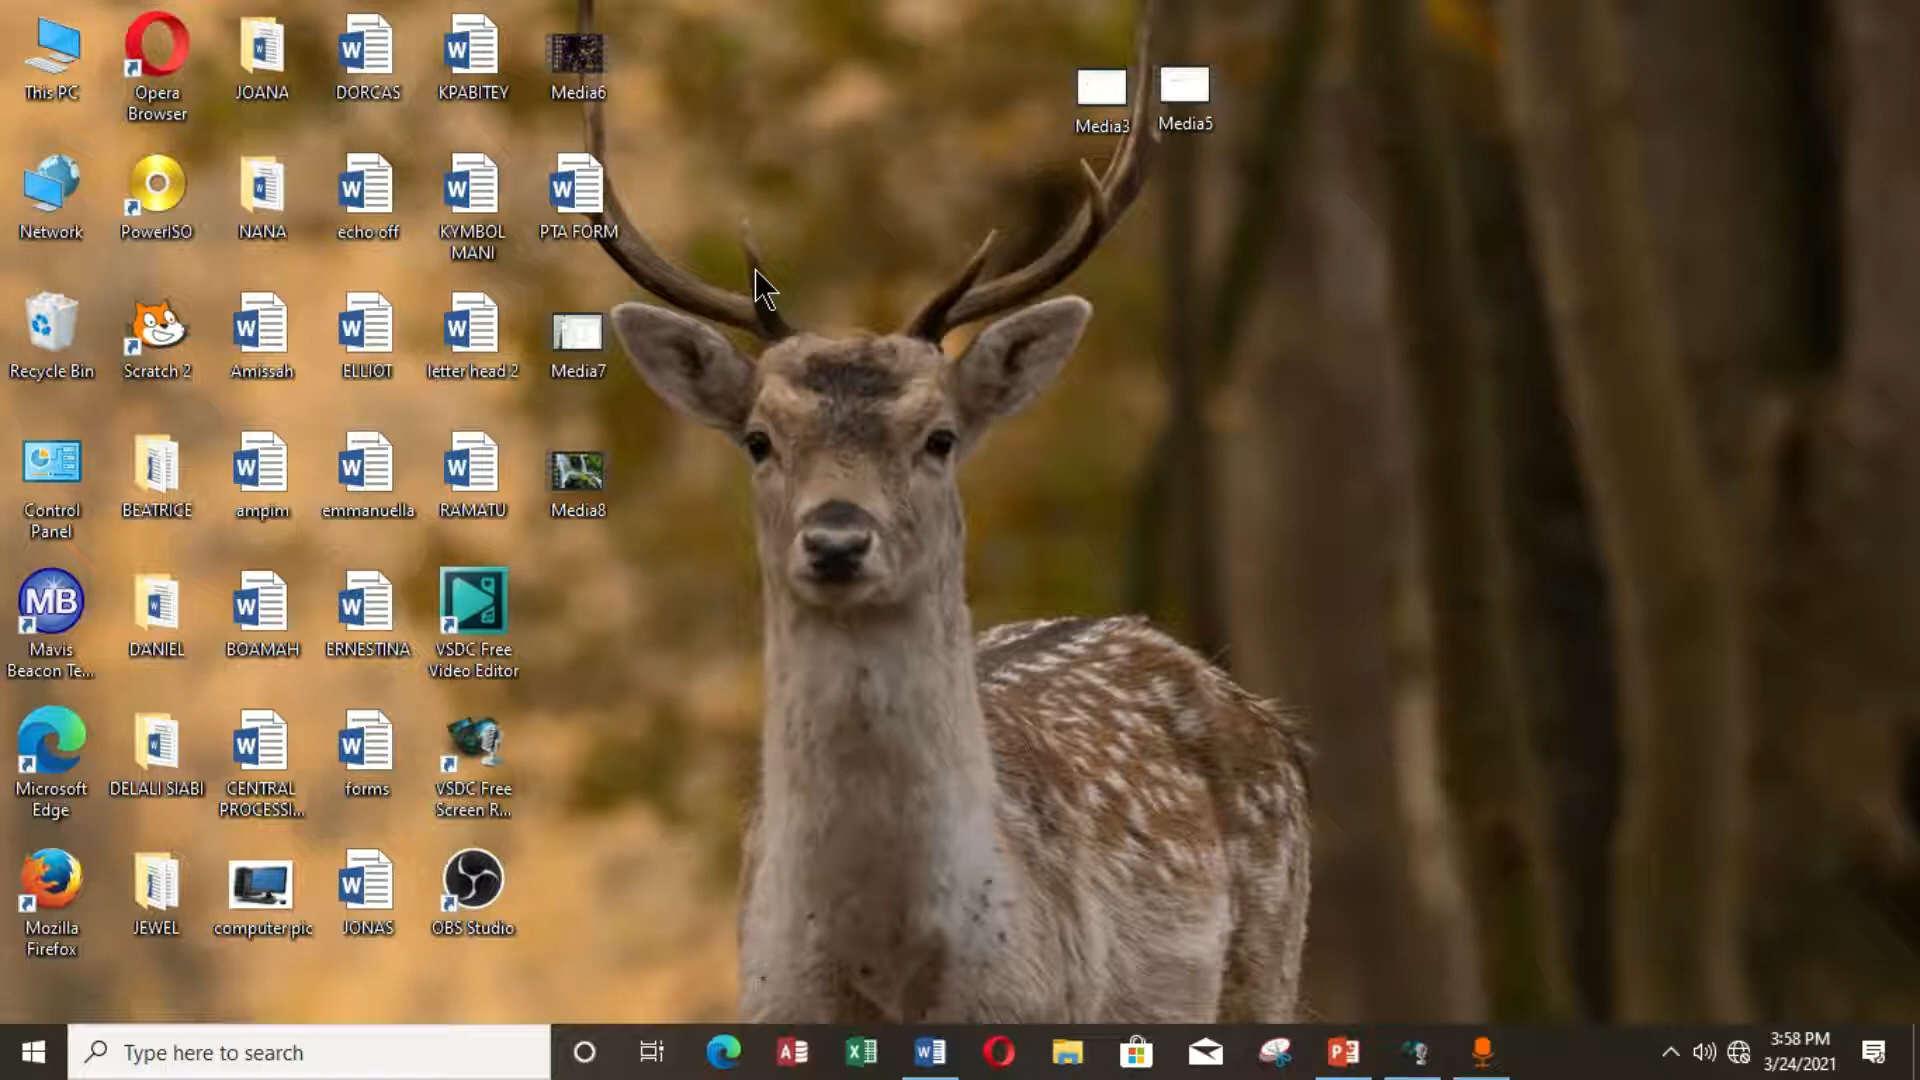 This PC
Opera
Browser
JOANA
DORCAS
KPABITEY
Media6
Media3
Media5
Network
PowerISO
NANA
echo off
KYMBOL
MANI
PTA FORM
Recycle Bin
Scratch 2
Amissah
ELLIOT
letter head 2
Media7
Control
Panel
BEATRICE
ampim
emmanuella
RAMATU
Media8
MB
Mavis
Beacon Te...
DANIEL
BOAMAH
ERNESTINA
VSDC Free
Video Editor
Microsoft
Edge
DELALI SIABI
CENTRAL
PROCESSI...
forms
VSDC Free
Screen R...
Mozilla
Firefox
JEWEL
computer pic
JONAS
OBS Studio
Type here to search
3:58 PM
3/24/2021